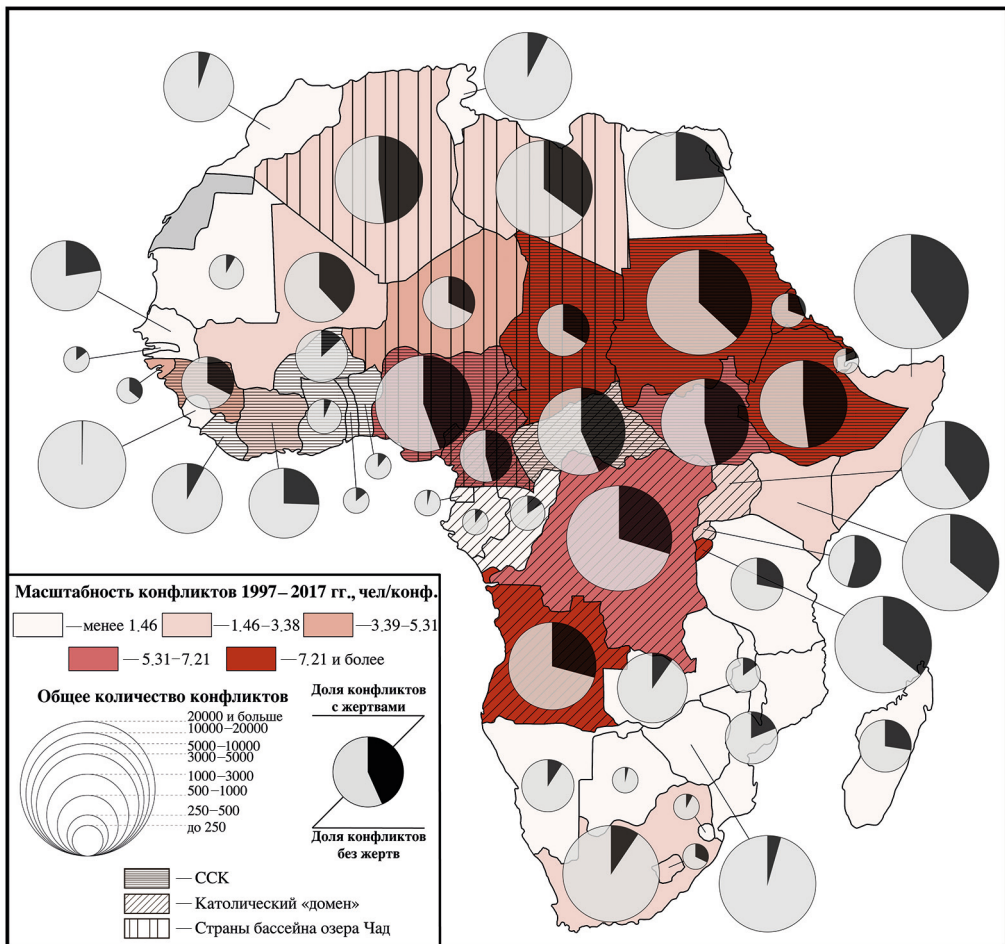 Масштабность конфликтов 1997–2017 гг., чел/конф.
—менее 1,46 —1,46–3,38 —3,39–5,31
— 5,31–7,21 — 7,21 и более
Общее количество конфликтов
20000 и больше
10000–20000
5000–10000
3000–5000
1000–3000
500–1000
250–500
до 250
Доля конфликтов
с жертвами
Доля конфликтов
без жертв
— ССК
— Католический «домен»
— Страны бассейна озера Чад